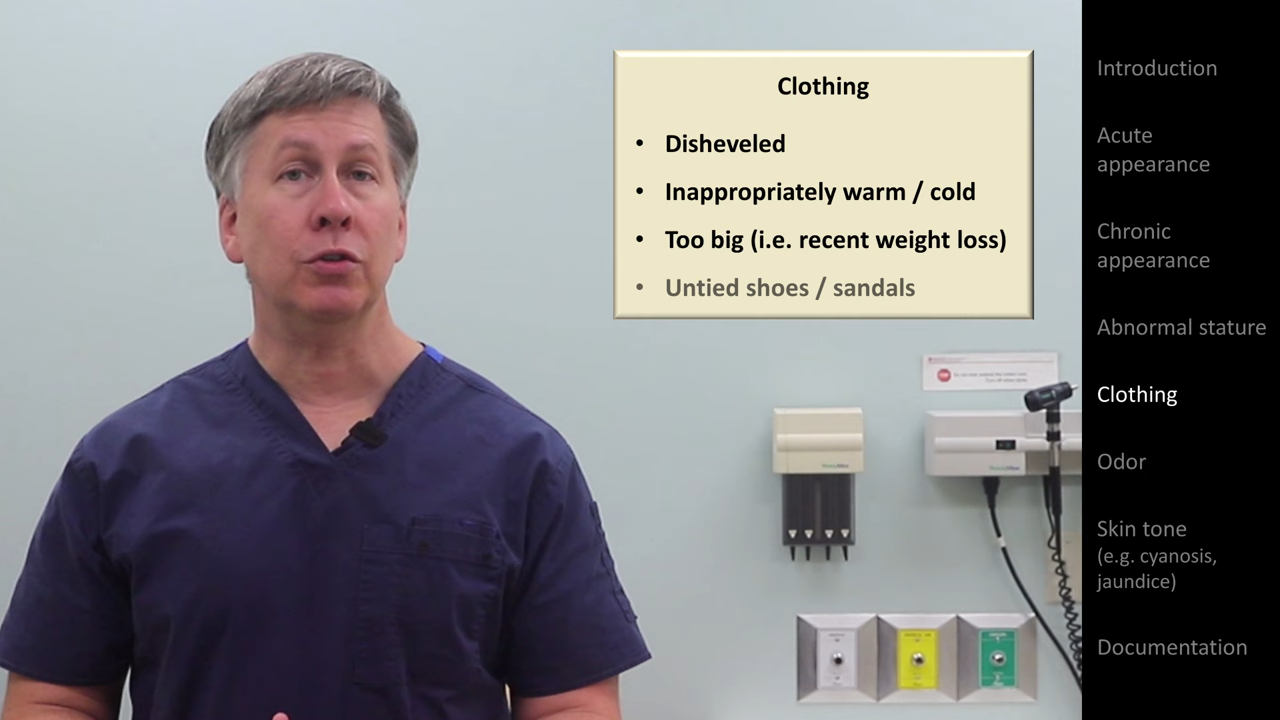 Clothing
• Disheveled
• Inappropriately warm / cold
• Too big (i.e. recent weight loss)
• Untied shoes / sandals
Introduction
Acute
appearance
Chronic
appearance
Abnormal stature
Clothing
Odor
Skin tone
(e.g. cyanosis,
jaundice)
Documentation